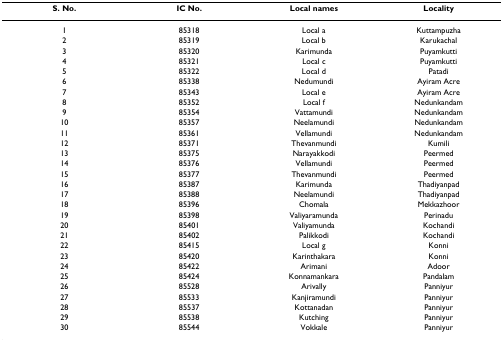 S. No. IC No. Local names Locality
1 85318 Local a Kuttampuzha
2 85319 Local b Karukachal
3 85320 Karimunda Puyamkutti
4 85321 Local c Puyamkutti
5 85322 Local d Patadi
6 85338 Nedumundi Ayiram Acre
7 85343 Local e Ayiram Acre
8 85352 Local f Nedunkandam
9 85354 Vattamundi Nedunkandam
10 85357 Neelamundi Nedunkandam
11 85361 Vellamundi Nedunkandam
12 85371 Thevanmundi Kumili
13 85375 Narayakkodi Peermed
14 85376 Vellamundi Peermed
15 85377 Thevanmundi Peermed
16 85387 Karimunda Thadiyanpad
17 85388 Neelamundi Thadiyanpad
18 85396 Chomala Mekkazhoor
19 85398 Valiyaramunda Perinadu
20 85401 Valiyamunda Kochandi
21 85402 Palikkodi Kochandi
22 85415 Local g Konni
23 85420 Karinthakara Konni
24 85422 Arimani Adoor
25 85424 Konnamankara Pandalam
26 85528 Arivally Panniyur
27 85533 Kanjiramundi Panniyur
28 85537 Kottanadan Panniyur
29 85538 Kutching Panniyur
30 85544 Vokkale Panniyur